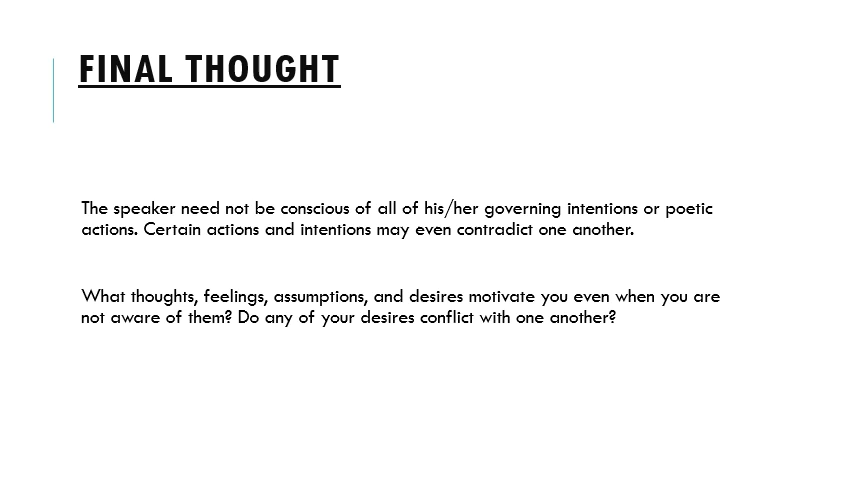 FINAL THOUGHT
The speaker need not be conscious of all of his/her governing intentions or poetic
actions. Certain actions and intentions may even contradict one another.
What thoughts, feelings, assumptions, and desires motivate you even when you are
not aware of them? Do any of your desires conflict with one another?